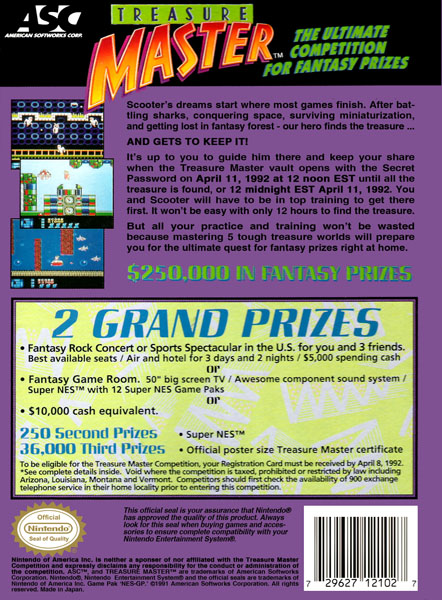 ASC
AMERICAN SOFTWORKS CORP.
TREASURE
MASTER™
THE ULTIMATE
COMPETITION
FOR FANTASY PRIZES
Scooter's dreams start where most games finish. After bat-
tling sharks, conquering space, surviving miniaturization,
and getting lost in fantasy forest - our hero finds the treasure ...
AND GETS TO KEEP IT!
It's up to you to guide him there and keep your share
when the Treasure Master vault opens with the Secret
Password on April 11, 1992 at 12 noon EST until all the
treasure is found, or 12 midnight EST April 11, 1992. You
and Scooter will have to be in top training to get there
first. It won't be easy with only 12 hours to find the treasure.
But all your practice and training won't be wasted
because mastering 5 tough treasure worlds will prepare
you for the ultimate quest for fantasy prizes right at home.
$250,000 IN FANTASY PRIZES
2 GRAND PRIZES
• Fantasy Rock Concert or Sports Spectacular in the U.S. for you and 3 friends.
Best available seats / Air and hotel for 3 days and 2 nights / $5,000 spending cash
or
• Fantasy Game Room. 50" big screen TV / Awesome component sound system /
Super NES™ with 12 Super NES Game Paks
or
• $10,000 cash equivalent.
250 Second Prizes • Super NES™
36,000 Third Prizes • Official poster size Treasure Master certificate
To be eligible for the Treasure Master Competition, your Registration Card must be received by April 8, 1992.
*See complete details inside. Void where the competition is taxed, prohibited or restricted by law including
Arizona, Louisiana, Montana and Vermont. Competitors should first check the availability of 900 exchange
telephone service in their home locality prior to entering this competition.
Official
Nintendo
Seal of Quality
This official seal is your assurance that Nintendo®
has approved the quality of this product. Always
look for this seal when buying games and acces-
sories to ensure complete compatibility with your
Nintendo Entertainment System®.
Nintendo of America Inc. is neither a sponsor of nor affiliated with the Treasure Master
Competition and expressly disclaims any responsibility for the conduct or administration of
the competition. ASC™, and TREASURE MASTER™ are trademarks of American Softworks
Corporation. Nintendo®, Nintendo Entertainment System® and the official seals are trademarks of
Nintendo of America Inc. Game Pak 'NES-GP.' ©1991 American Softworks Corporation. All rights
reserved. Made in Japan.
7 29627 12102 7